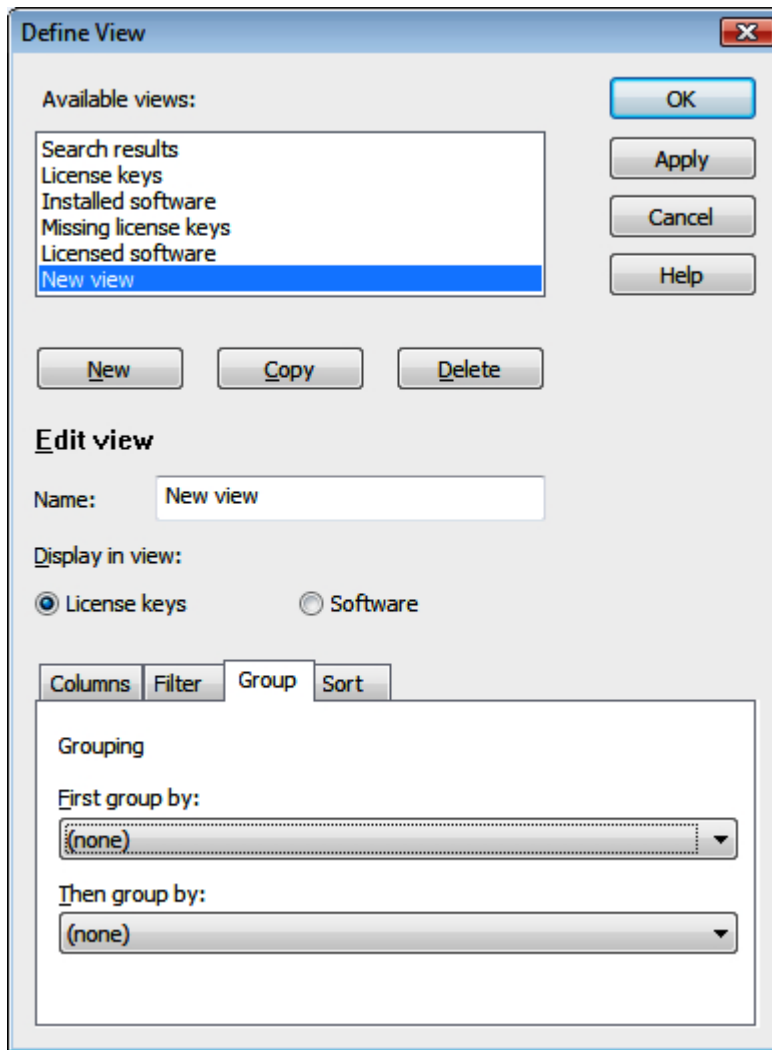 Define View
Available views:
OK
Search results
License keys
Installed software
Missing license keys
Licensed software
New view
Apply
Cancel
Help
New
Copy
Delete
Edit view
Name:
New view
Display in view:
License keys
Software
Columns
Filter
Group
Sort
Grouping
First group by:
(none)
Then group by:
(none)